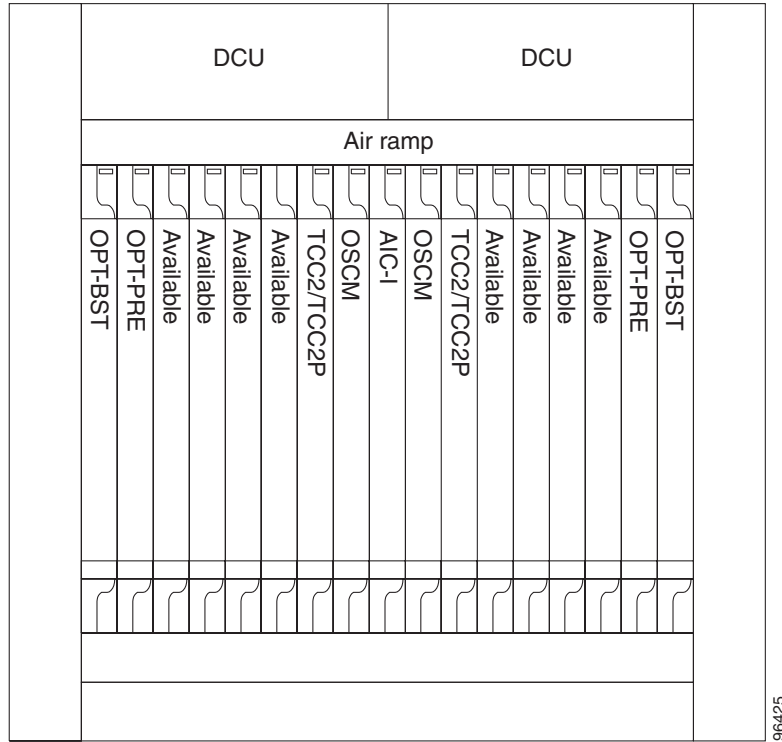 DCU
DCU
Air ramp
OPT-BST
OPT-PRE
Available
Available
Available
Available
TCC2/TCC2P
OSCM
AIC-I
OSCM
TCC2/TCC2P
Available
Available
Available
Available
OPT-PRE
OPT-BST
96425